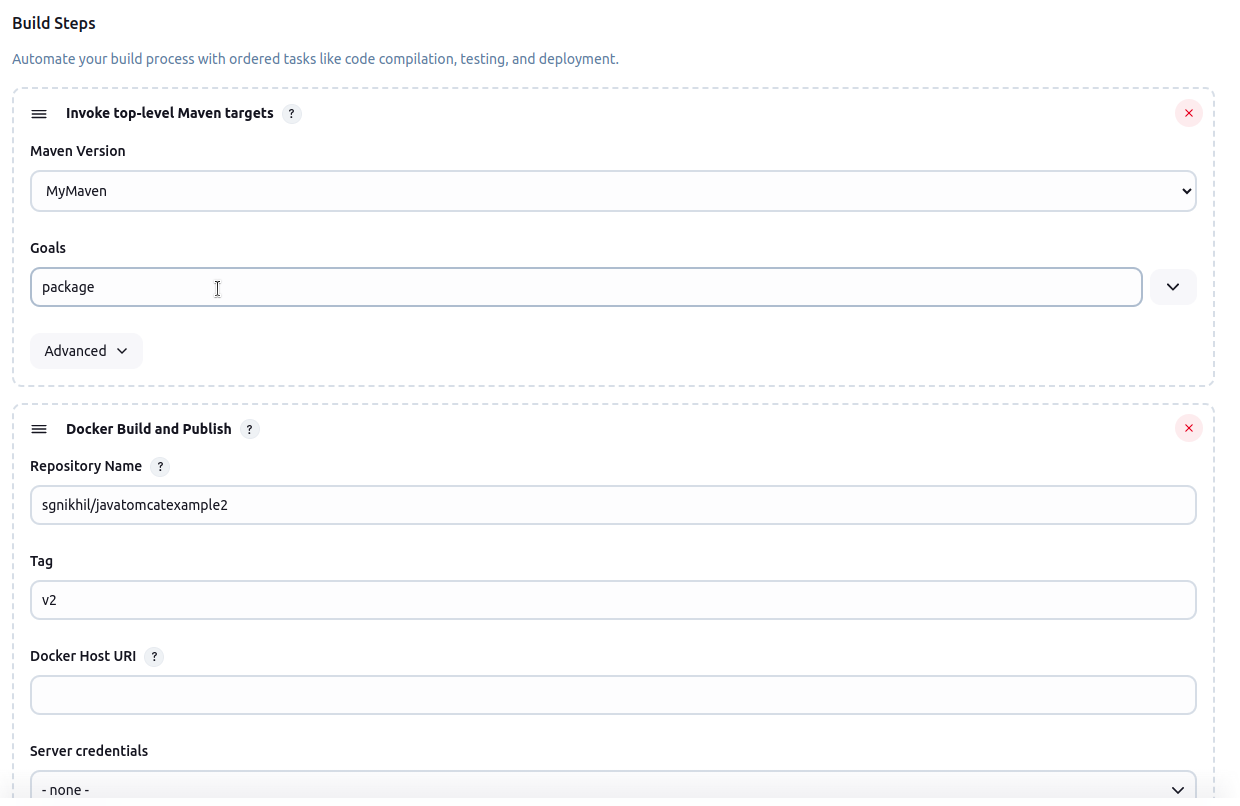 Build Steps
Automate your build process with ordered tasks like code compilation, testing, and deployment.
Invoke top-level Maven targets ?
Maven Version
MyMaven
Goals
package
Advanced
Docker Build and Publish ?
Repository Name ?
sgnikhil/javatomcatexample2
Tag
v2
Docker Host URI ?
Server credentials
- none -